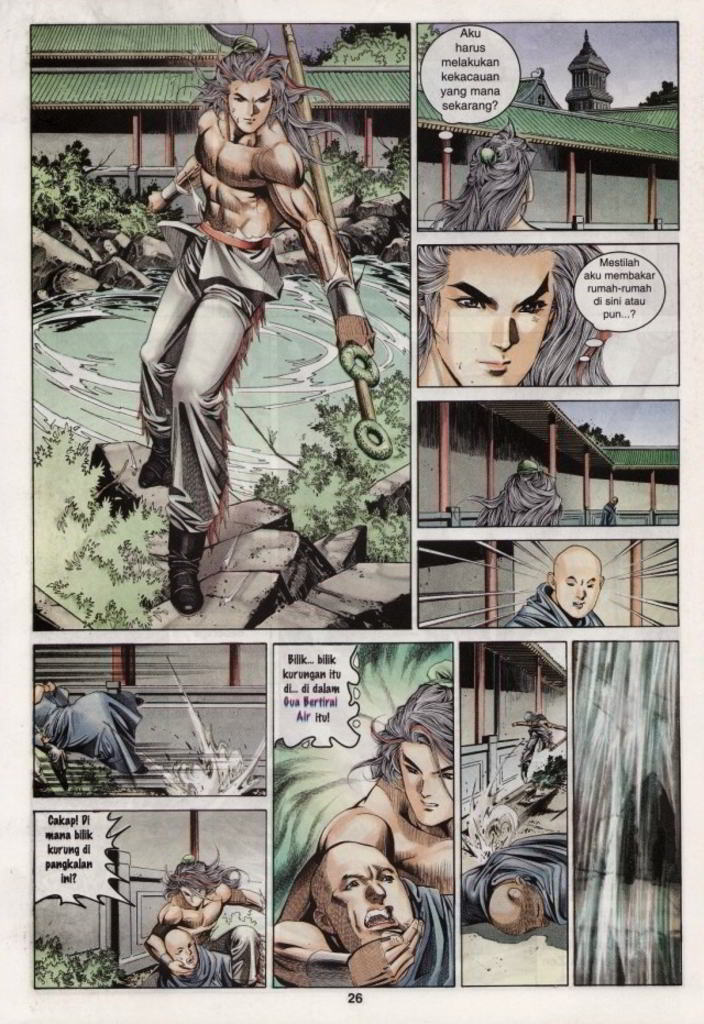 Aku
harus
melakukan
kekacauan
yang mana
sekarang?
Mestilah
aku membakar
rumah-rumah
di sini atau
pun...?
Cakap! Di
mana bilik
kurung di
pangkalan
ini?
Bilik... bilik
kurungan itu
di... di dalam
Gua Bertirai
Air itu!
26